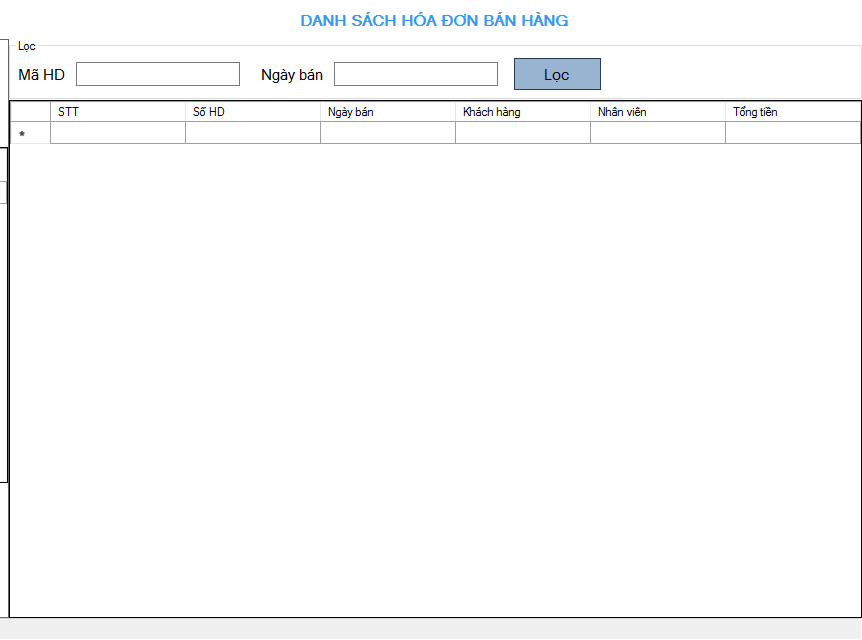 DANH SÁCH HÓA ĐƠN BÁN HÀNG
Lọc
Mã HD Ngày bán Lọc
STT Số HD Ngày bán Khách hàng Nhân viên Tổng tiền
*